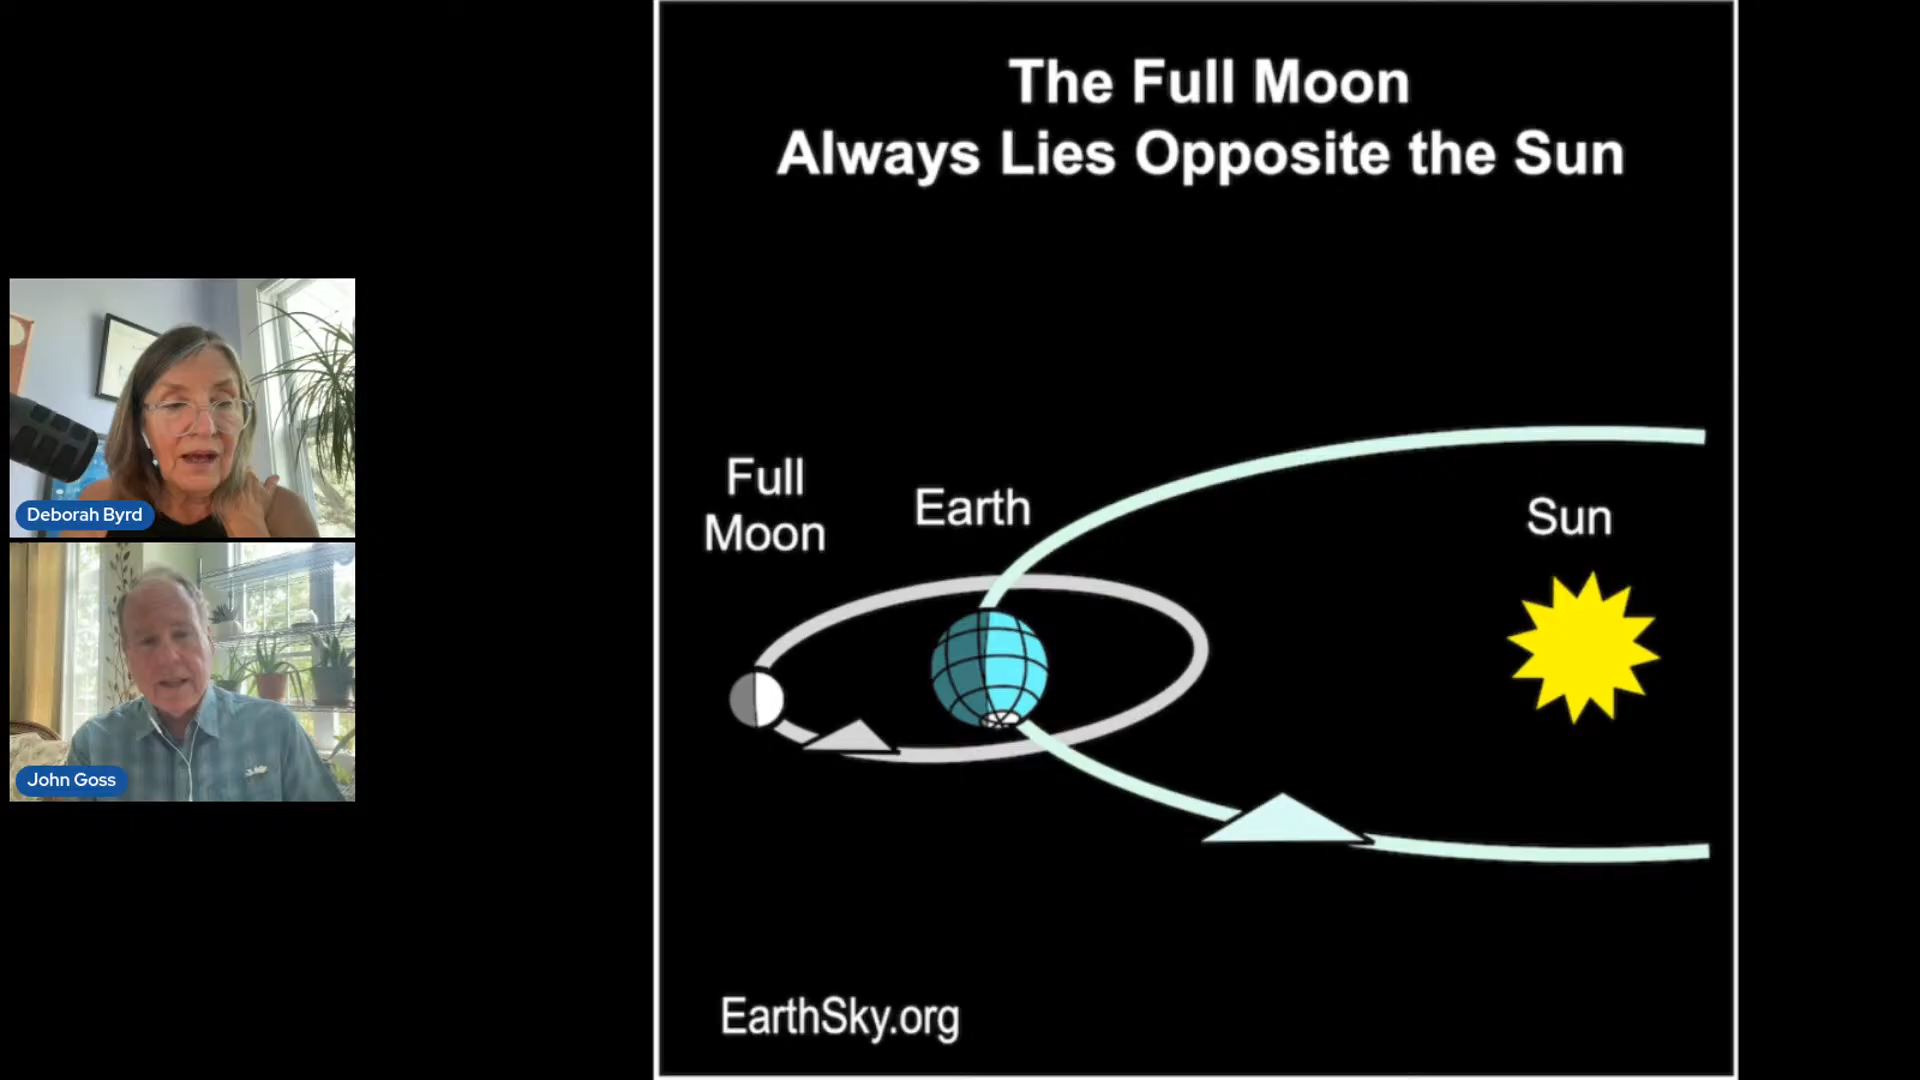 The Full Moon
Always Lies Opposite the Sun
Full
Moon
Earth
Sun
Deborah Byrd
John Goss
EarthSky.org